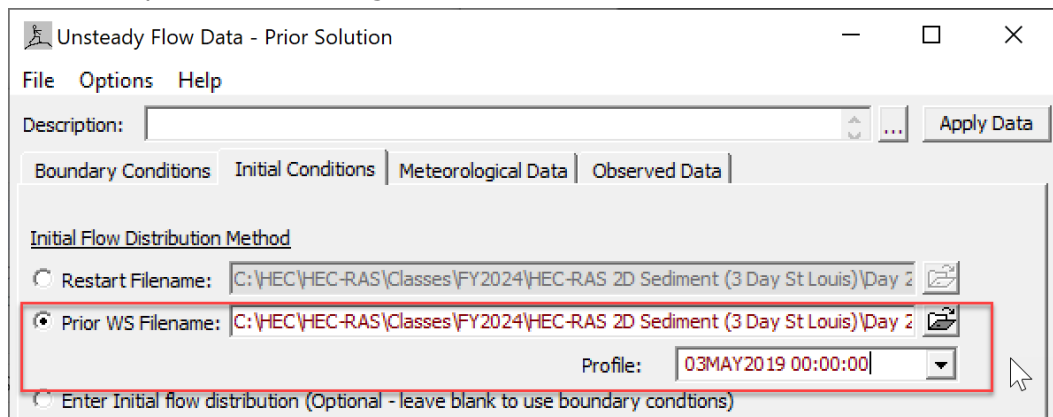 Unsteady Flow Data - Prior Solution
File Options Help
Description: ... Apply Data
Boundary Conditions Initial Conditions Meteorological Data Observed Data
Initial Flow Distribution Method
Restart Filename: C:\HEC\HEC-RAS\Classes\FY2024\HEC-RAS 2D Sediment (3 Day St Louis)\Day 2
Prior WS Filename: C:\HEC\HEC-RAS\Classes\FY2024\HEC-RAS 2D Sediment (3 Day St Louis)\Day 2
Profile: 03MAY2019 00:00:00
Enter Initial flow distribution (Optional - leave blank to use boundary condtions)